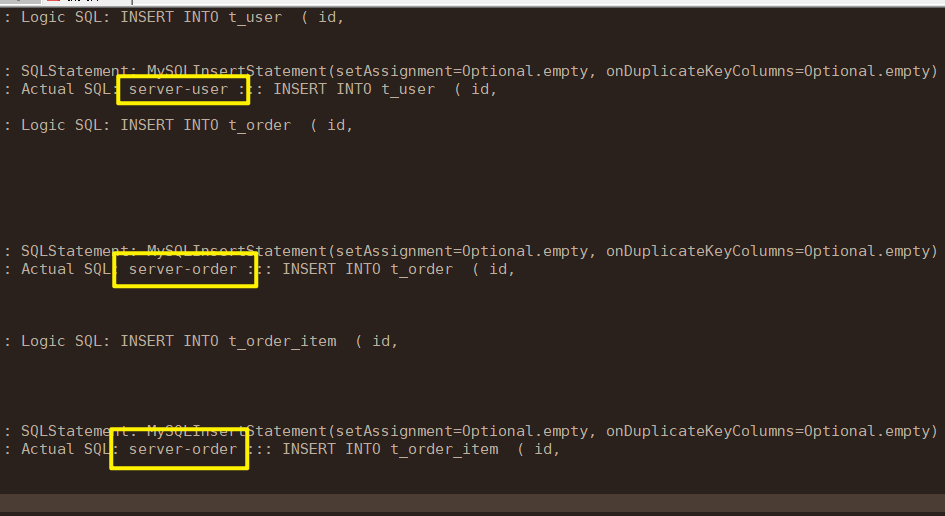 : Logic SQL: INSERT INTO t_user  ( id,
: SQLStatement: MySQLInsertStatement(setAssignment=Optional.empty, onDuplicateKeyColumns=Optional.empty)
: Actual SQL: server-user ::: INSERT INTO t_user  ( id,
: Logic SQL: INSERT INTO t_order  ( id,
: SQLStatement: MySQLInsertStatement(setAssignment=Optional.empty, onDuplicateKeyColumns=Optional.empty)
: Actual SQL: server-order ::: INSERT INTO t_order  ( id,
: Logic SQL: INSERT INTO t_order_item  ( id,
: SQLStatement: MySQLInsertStatement(setAssignment=Optional.empty, onDuplicateKeyColumns=Optional.empty)
: Actual SQL: server-order ::: INSERT INTO t_order_item  ( id,